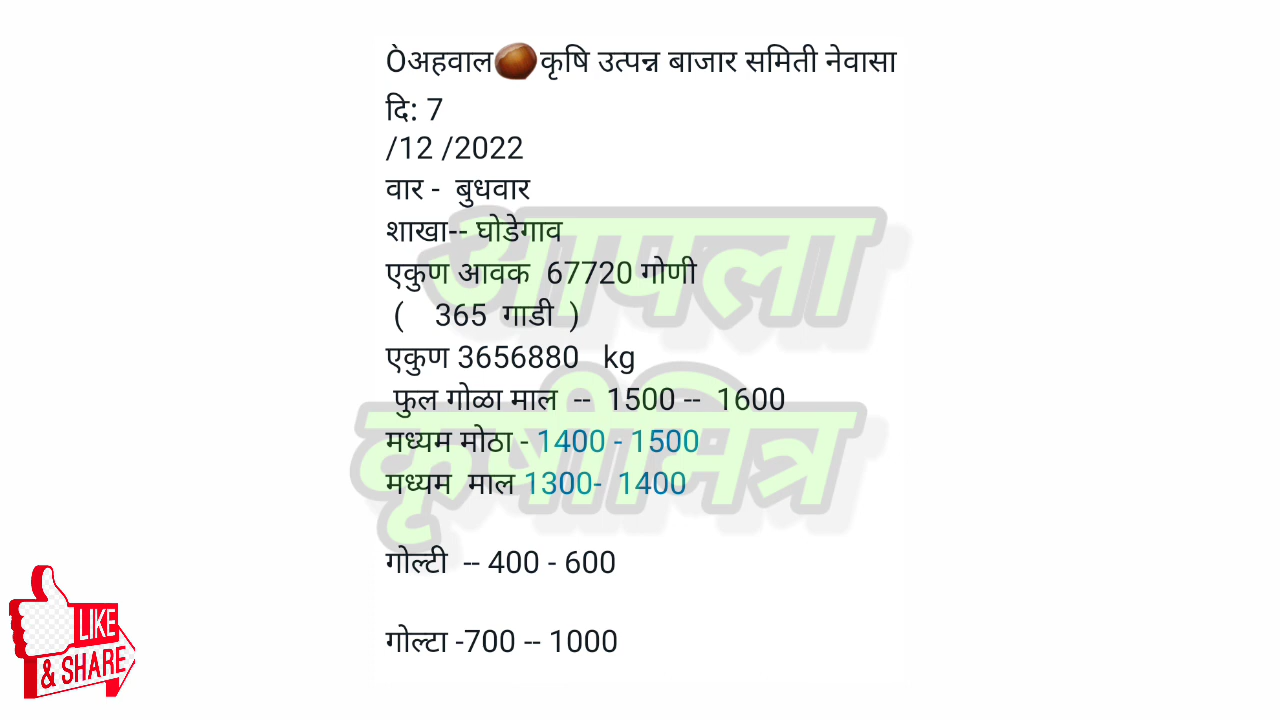 Òअहवाल🌰कृषि उत्पन्न बाजार समिती नेवासा
दि: 7
/12 /2022
वार - बुधवार
शाखा-- घोडेगाव
एकुण आवक 67720 गोणी
( 365 गाडी )
एकुण 3656880 kg
फुल गोळा माल -- 1500 -- 1600
मध्यम मोठा - 1400 - 1500
मध्यम माल 1300- 1400
गोल्टी -- 400 - 600
गोल्टा -700 -- 1000
आपला
कृषीमित्र
LIKE
& SHARE